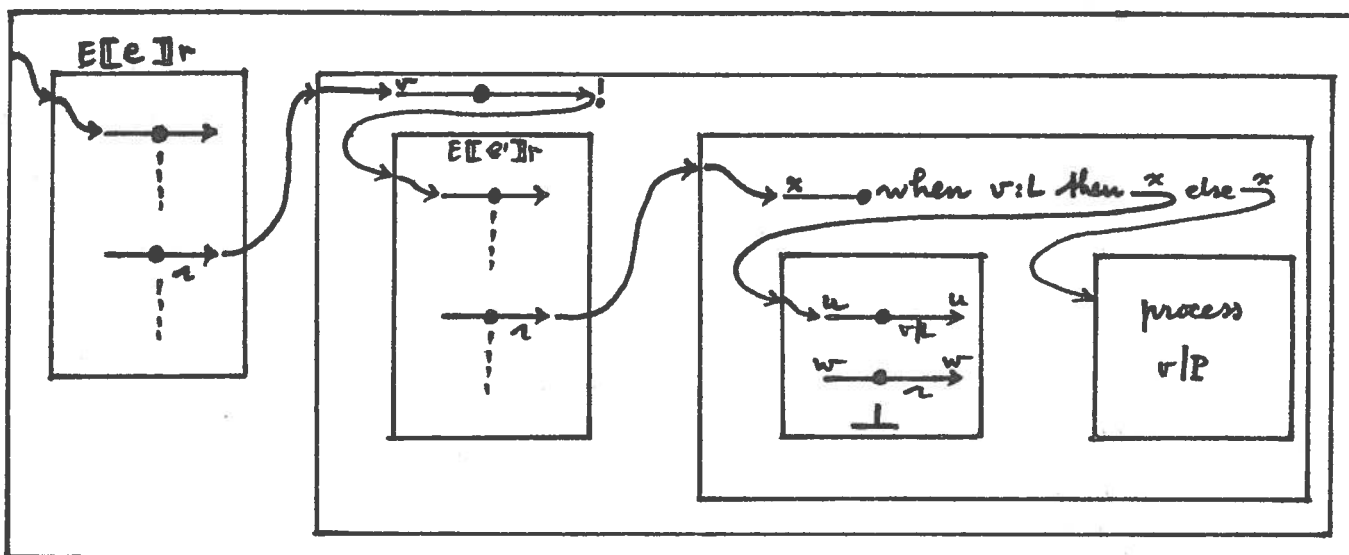 E⟦e⟧r
v !
E⟦e'⟧r
x when v:L then x else x
u u
v|L
process
v|P
w w
⊥